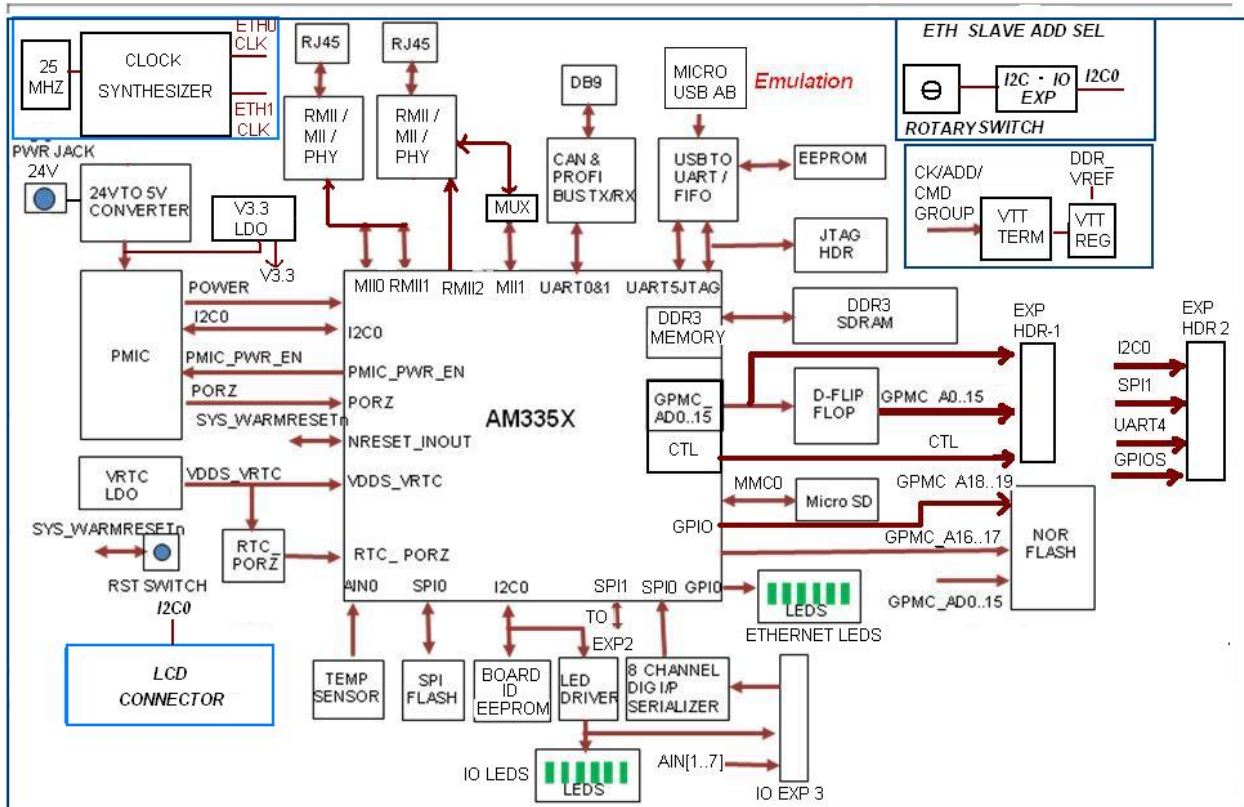 ETH0
CLK
25
MHZ
CLOCK
SYNTHESIZER
ETH1
CLK
RJ45
RJ45
RMII /
MII /
PHY
RMII /
MII /
PHY
MUX
DB9
CAN &
PROFI
BUS TX/RX
MICRO
USB AB
Emulation
USB TO
UART /
FIFO
EEPROM
JTAG
HDR
ETH SLAVE ADD SEL
I2C - IO
EXP
I2C0
ROTARY SWITCH
CK/ADD/
CMD
GROUP
VTT
TERM
DDR_
VREF
VTT
REG
PWR JACK
24V
24V TO 5V
CONVERTER
V3.3
LDO
V3.3
PMIC
POWER
I2C0
PMIC_PWR_EN
PORZ
SYS_WARMRESETn
VRTC
LDO
VDDS_VRTC
SYS_WARMRESETn
RST SWITCH
RTC_
PORZ
I2C0
LCD
CONNECTOR
MII0
RMII1
RMII2
MII1
UART0&1
UART5
JTAG
I2C0
PMIC_PWR_EN
PORZ
NRESET_INOUT
VDDS_VRTC
RTC_ PORZ
AM335X
DDR3
MEMORY
GPMC_
AD0..15
CTL
GPIO
AIN0
SPI0
I2C0
SPI1
SPI0
GPIO
DDR3
SDRAM
D-FLIP
FLOP
GPMC A0..15
CTL
EXP
HDR-1
EXP
HDR 2
I2C0
SPI1
UART4
GPIOS
MMC0
Micro SD
GPMC A18..19
GPMC_A16..17
GPMC_AD0..15
NOR
FLASH
LEDS
ETHERNET LEDS
TO
EXP2
TEMP
SENSOR
SPI
FLASH
BOARD
ID
EEPROM
LED
DRIVER
8 CHANNEL
DIG I/P
SERIALIZER
IO LEDS
LEDS
AIN[1..7]
IO EXP 3